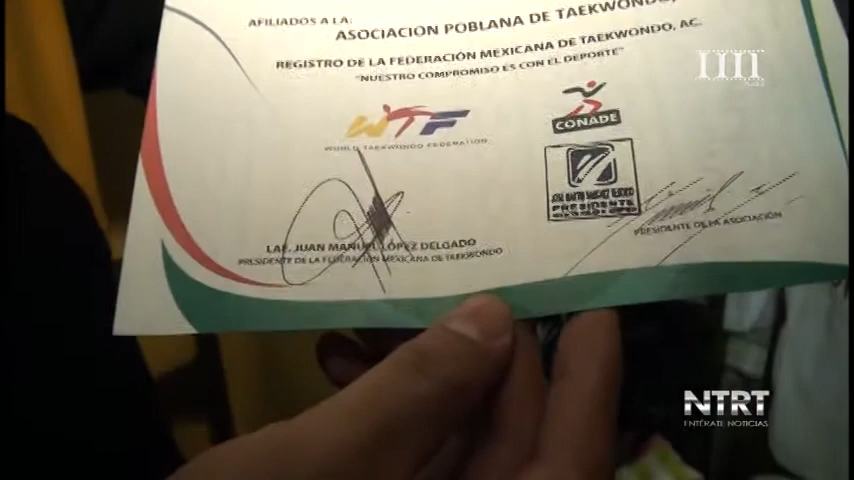 AFILIADOS A LA:
ASOCIACION POBLANA DE TAEKWONDO,
REGISTRO DE LA FEDERACIÓN MEXICANA DE TAEKWONDO, AC.
"NUESTRO COMPROMISO ES CON EL DEPORTE"
WTF
WORLD TAEKWONDO FEDERATION
CONADE
PRESIDENTE
LAE. JUAN MANUEL LÓPEZ DELGADO
PRESIDENTE DE LA FEDERACIÓN MEXICANA DE TAEKWONDO
PRESIDENTE DE LA ASOCIACIÓN
NTRT
ENTÉRATE NOTICIAS